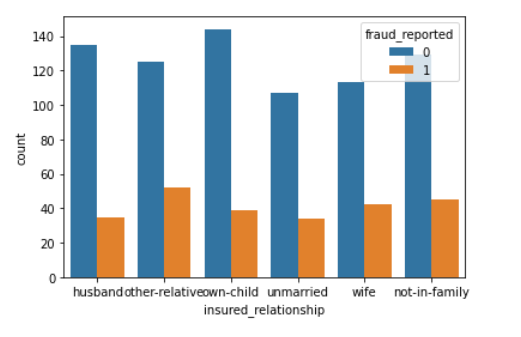 fraud_reported
0
1
140
120
100
80
60
40
20
0
count
husband other-relative own-child unmarried wife not-in-family
insured_relationship